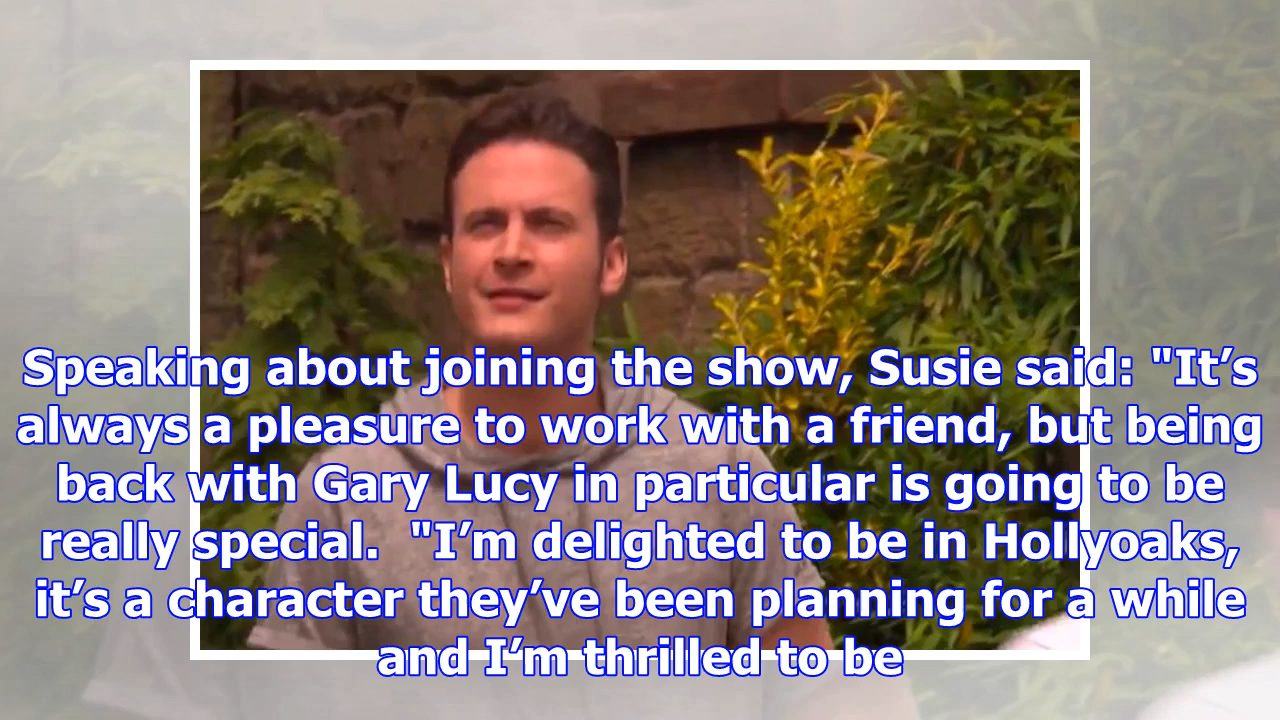 Speaking about joining the show, Susie said: "It’s
always a pleasure to work with a friend, but being
back with Gary Lucy in particular is going to be
really special.  "I’m delighted to be in Hollyoaks,
it’s a character they’ve been planning for a while
and I’m thrilled to be